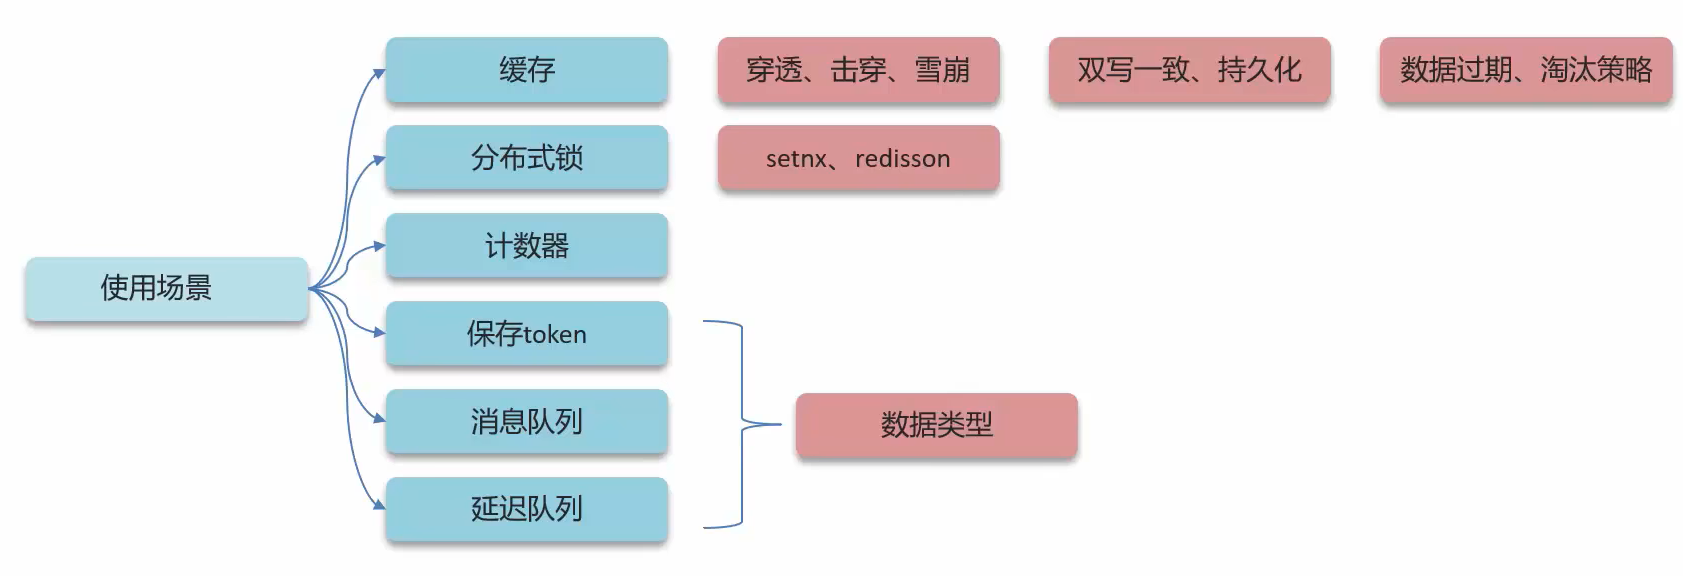 缓存
穿透、击穿、雪崩
双写一致、持久化
数据过期、淘汰策略
分布式锁
setnx、redisson
计数器
使用场景
保存token
消息队列
数据类型
延迟队列